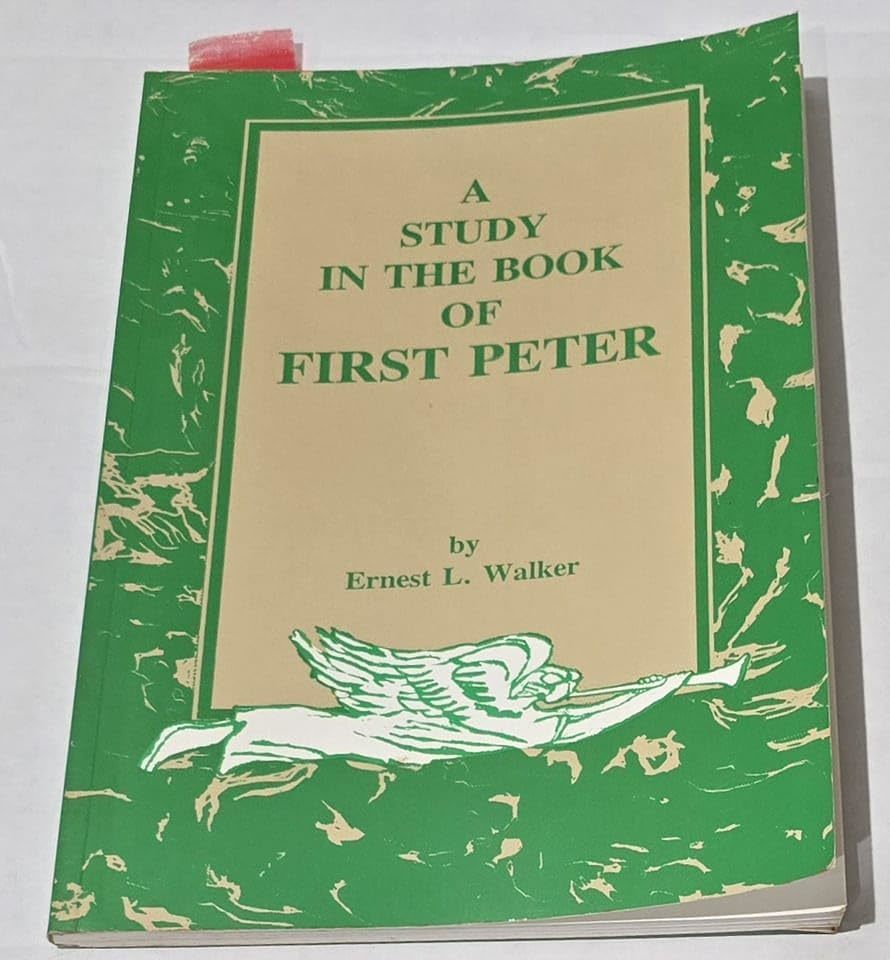 A
STUDY
IN THE BOOK
OF
FIRST PETER
by
Ernest L. Walker